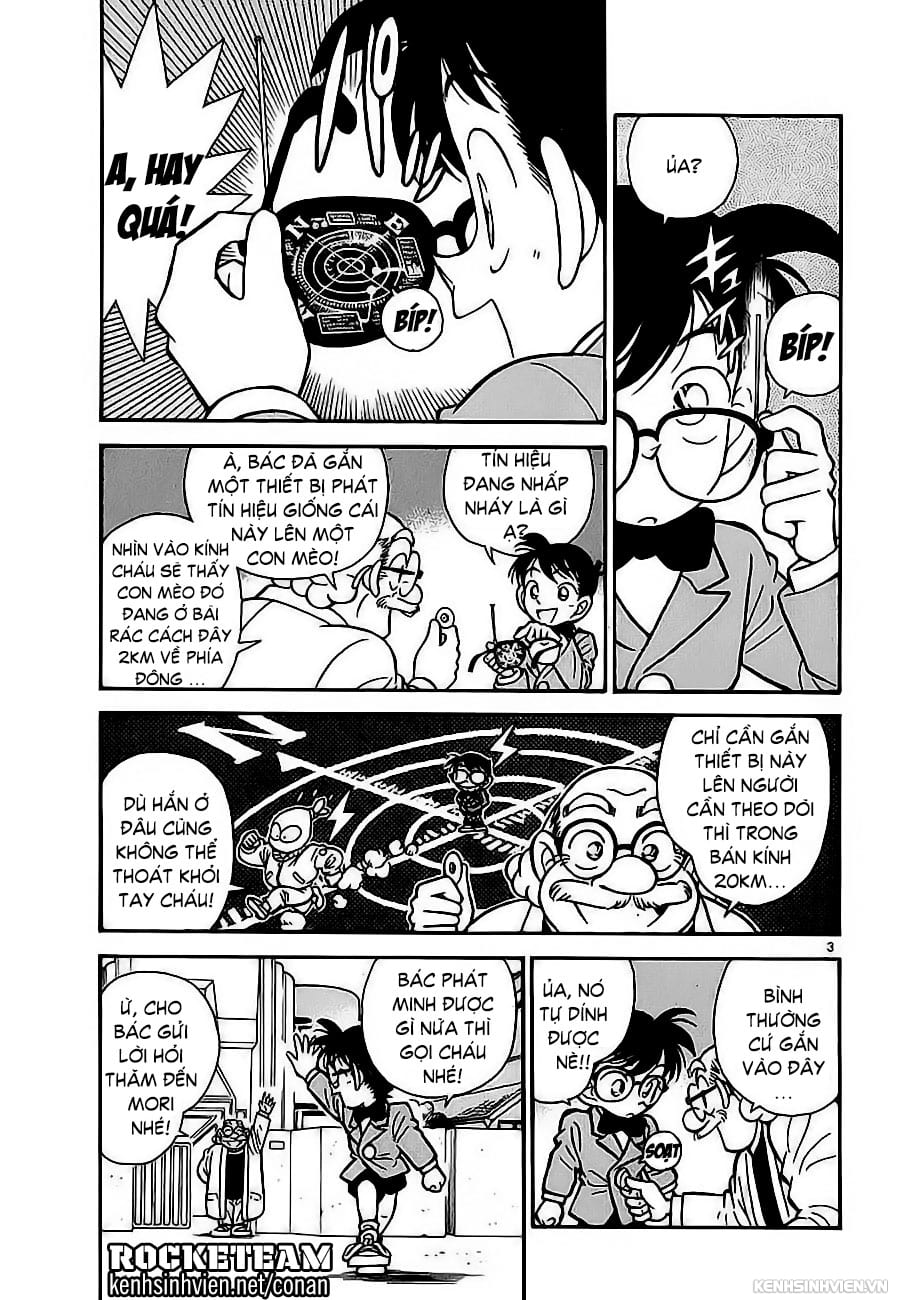 ỦA?
BÍP!
A, HAY
QUÁ!
N
E
BÍP!
TÍN HIỆU
ĐANG NHẤP
NHÁY LÀ GÌ
Ạ?
À, BÁC ĐÃ GẮN
MỘT THIẾT BỊ PHÁT
TÍN HIỆU GIỐNG CÁI
NÀY LÊN MỘT
CON MÈO!
NHÌN VÀO KÍNH
CHÁU SẼ THẤY
CON MÈO ĐÓ
ĐANG Ở BÃI
RÁC CÁCH ĐÂY
2KM VỀ PHÍA
ĐÔNG ...
CHỈ CẦN GẮN
THIẾT BỊ NÀY
LÊN NGƯỜI
CẦN THEO DÕI
THÌ TRONG
BÁN KÍNH
20KM...
N
DÙ HẮN Ở
ĐÂU CŨNG
KHÔNG THỂ
THOÁT KHỎI
TAY CHÁU!
3
BÌNH
THƯỜNG
CỨ GẮN
VÀO ĐÂY
...
ỦA, NÓ
TỰ DÍNH
ĐƯỢC
NÈ!!
SOẠT
BÁC PHÁT
MINH ĐƯỢC
GÌ NỮA THÌ
GỌI CHÁU
NHÉ!
Ừ, CHO
BÁC GỬI
LỜI HỎI
THĂM ĐẾN
MORI NHÉ!
ROCKETEAM
kenhsinhvien.net/conan
KENHSINHVIEN.VN